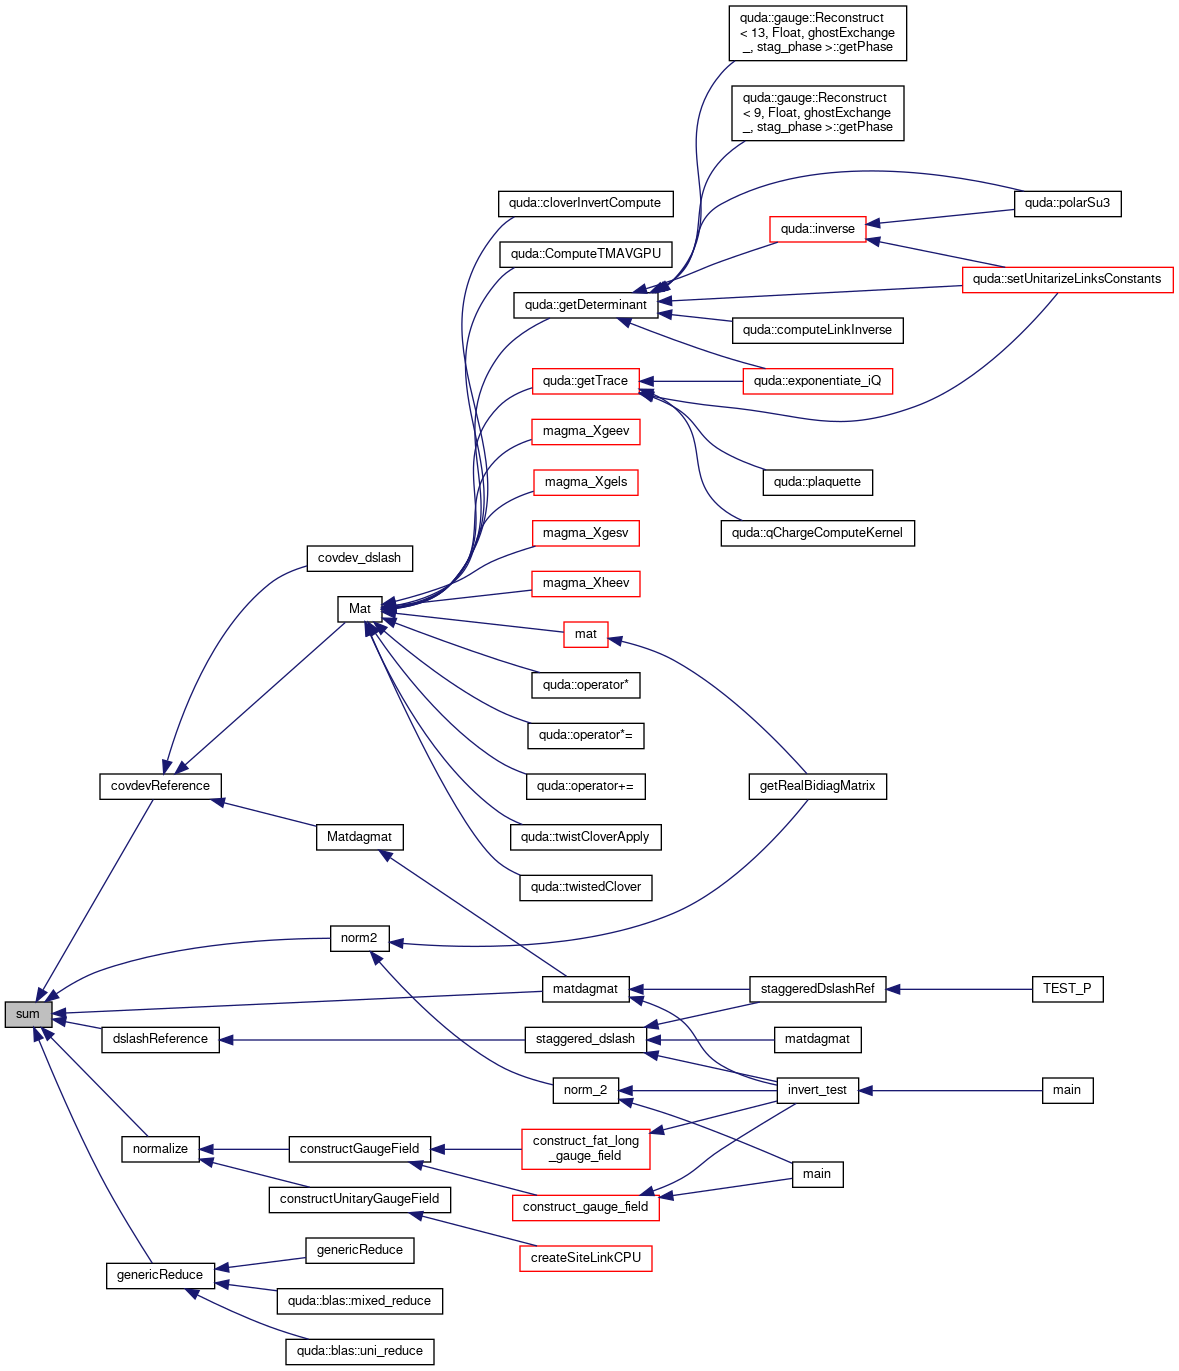 quda::gauge::Reconstruct
< 13, Float, ghostExchange
_, stag_phase >::getPhase
quda::gauge::Reconstruct
< 9, Float, ghostExchange
_, stag_phase >::getPhase
quda::cloverInvertCompute
quda::polarSu3
quda::inverse
quda::ComputeTMAVGPU
quda::setUnitarizeLinksConstants
quda::getDeterminant
quda::computeLinkInverse
quda::getTrace
quda::exponentiate_iQ
magma_Xgeev
magma_Xgels
quda::plaquette
magma_Xgesv
quda::qChargeComputeKernel
covdev_dslash
magma_Xheev
Mat
mat
quda::operator*
quda::operator*=
covdevReference
quda::operator+=
getRealBidiagMatrix
Matdagmat
quda::twistCloverApply
quda::twistedClover
norm2
matdagmat
staggeredDslashRef
TEST_P
sum
dslashReference
staggered_dslash
matdagmat
norm_2
invert_test
main
normalize
constructGaugeField
construct_fat_long
_gauge_field
main
constructUnitaryGaugeField
construct_gauge_field
genericReduce
createSiteLinkCPU
genericReduce
quda::blas::mixed_reduce
quda::blas::uni_reduce